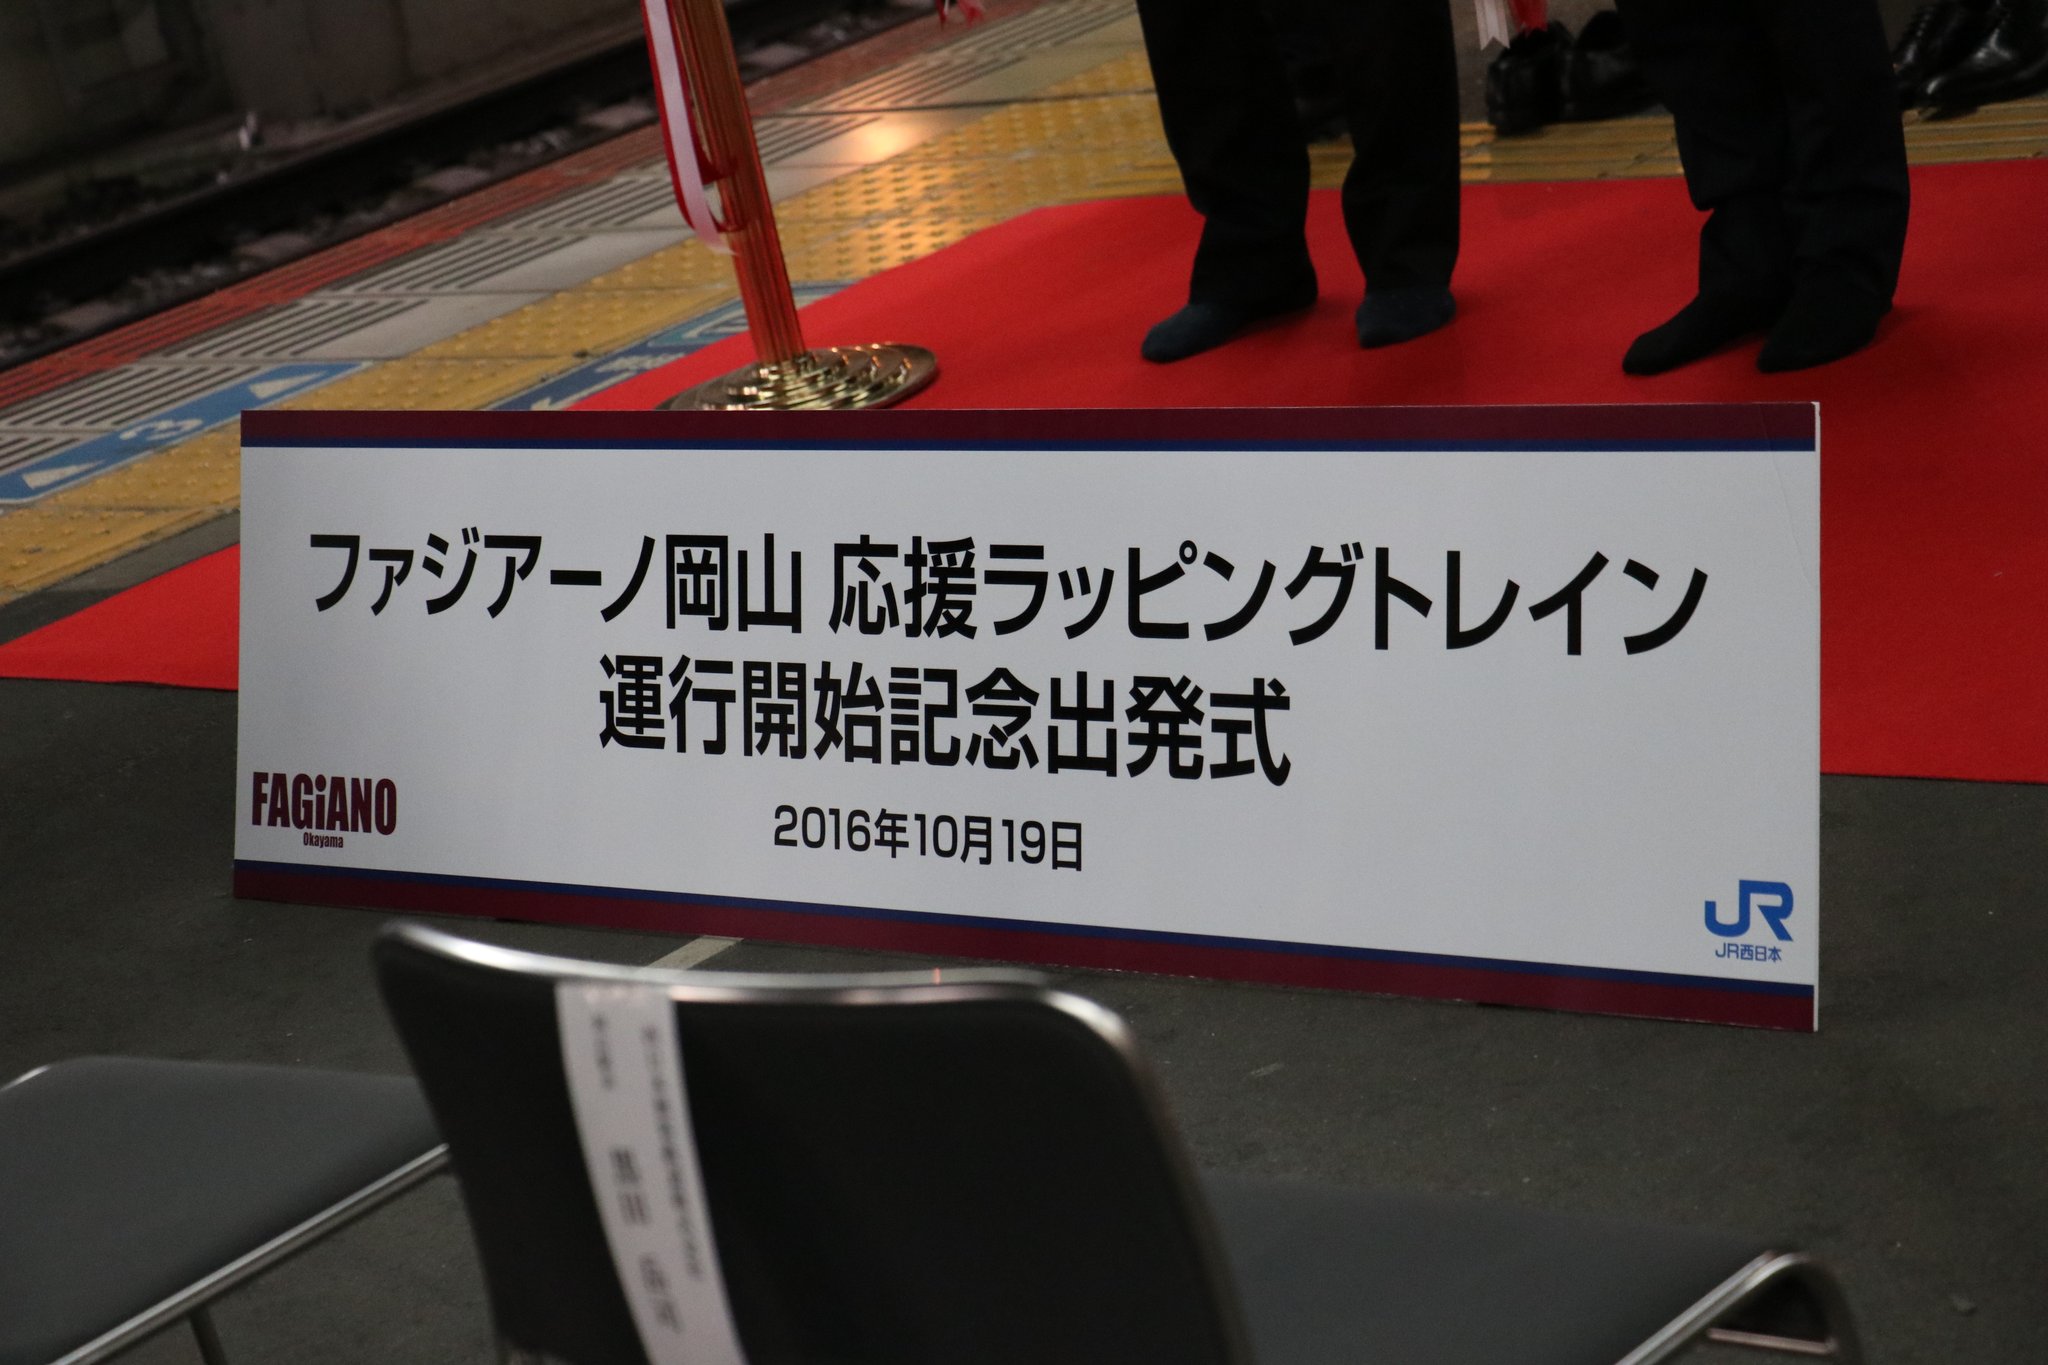 3
ファジアーノ岡山 応援ラッピングトレイン
運行開始記念出発式
2016年10月19日
FAGiANO
Okayama
JR
JR西日本